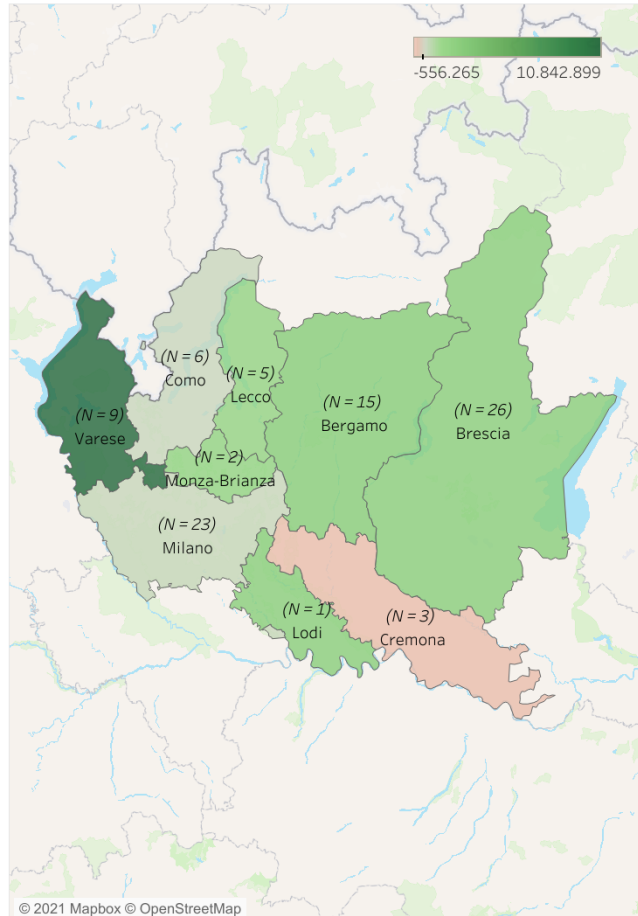 -556.265 10.842.899
(N = 6)
Como
(N = 5)
Lecco
(N = 9)
Varese
(N = 15)
Bergamo
(N = 26)
Brescia
(N = 2)
Monza-Brianza
(N = 23)
Milano
(N = 1)
Lodi
(N = 3)
Cremona
© 2021 Mapbox © OpenStreetMap